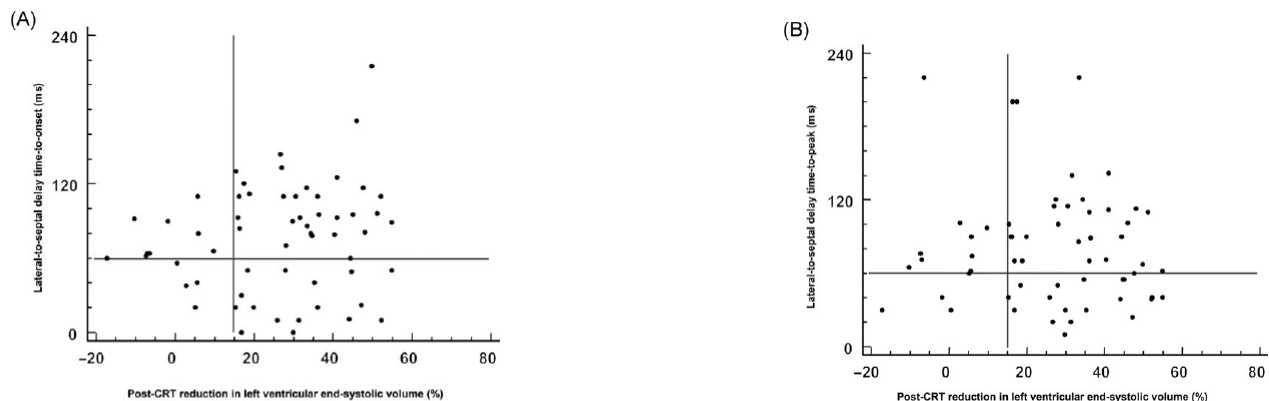 (A)
240
120
0
Lateral-to-septal delay time-to-onset (ms)
−20 0 20 40 60 80
Post-CRT reduction in left ventricular end-systolic volume (%)
(B)
240
120
0
Lateral-to-septal delay time-to-peak (ms)
−20 0 20 40 60 80
Post-CRT reduction in left ventricular end-systolic volume (%)